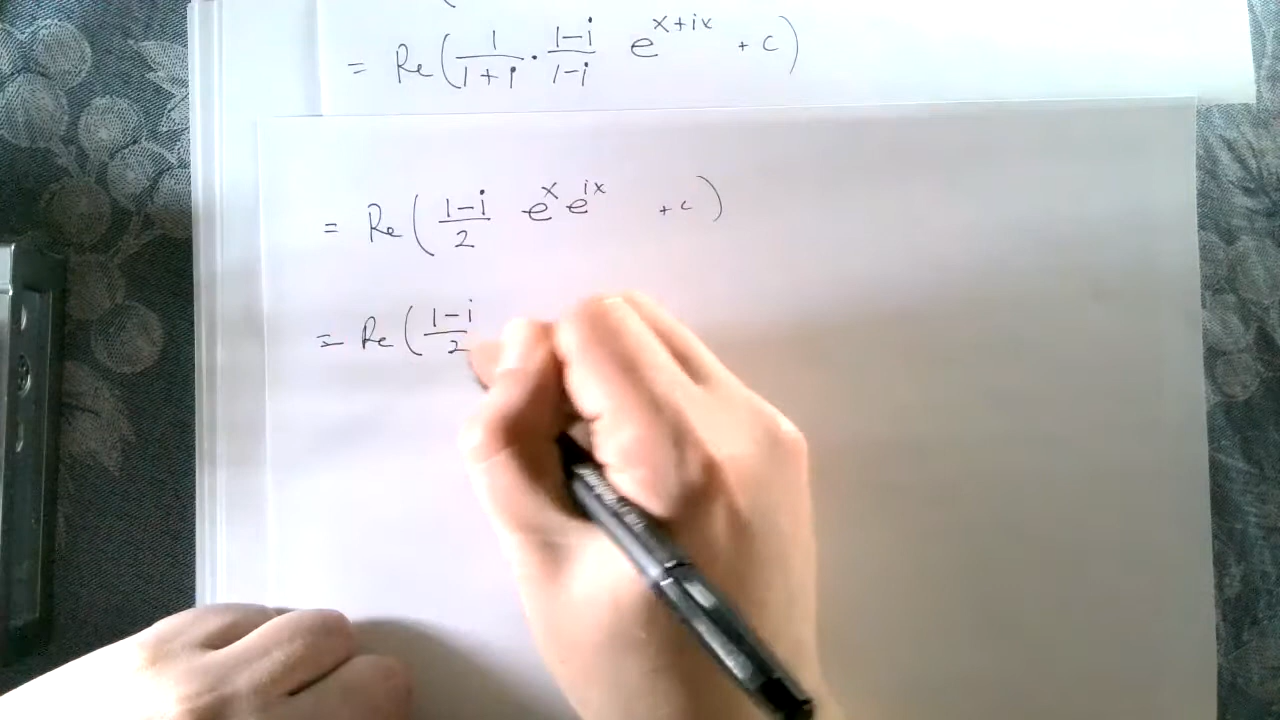 = Re(1/1+i · 1-i/1-i e^x+ix + c)
= Re(1-i/2 e^x e^ix + c)
= Re(1-i/2